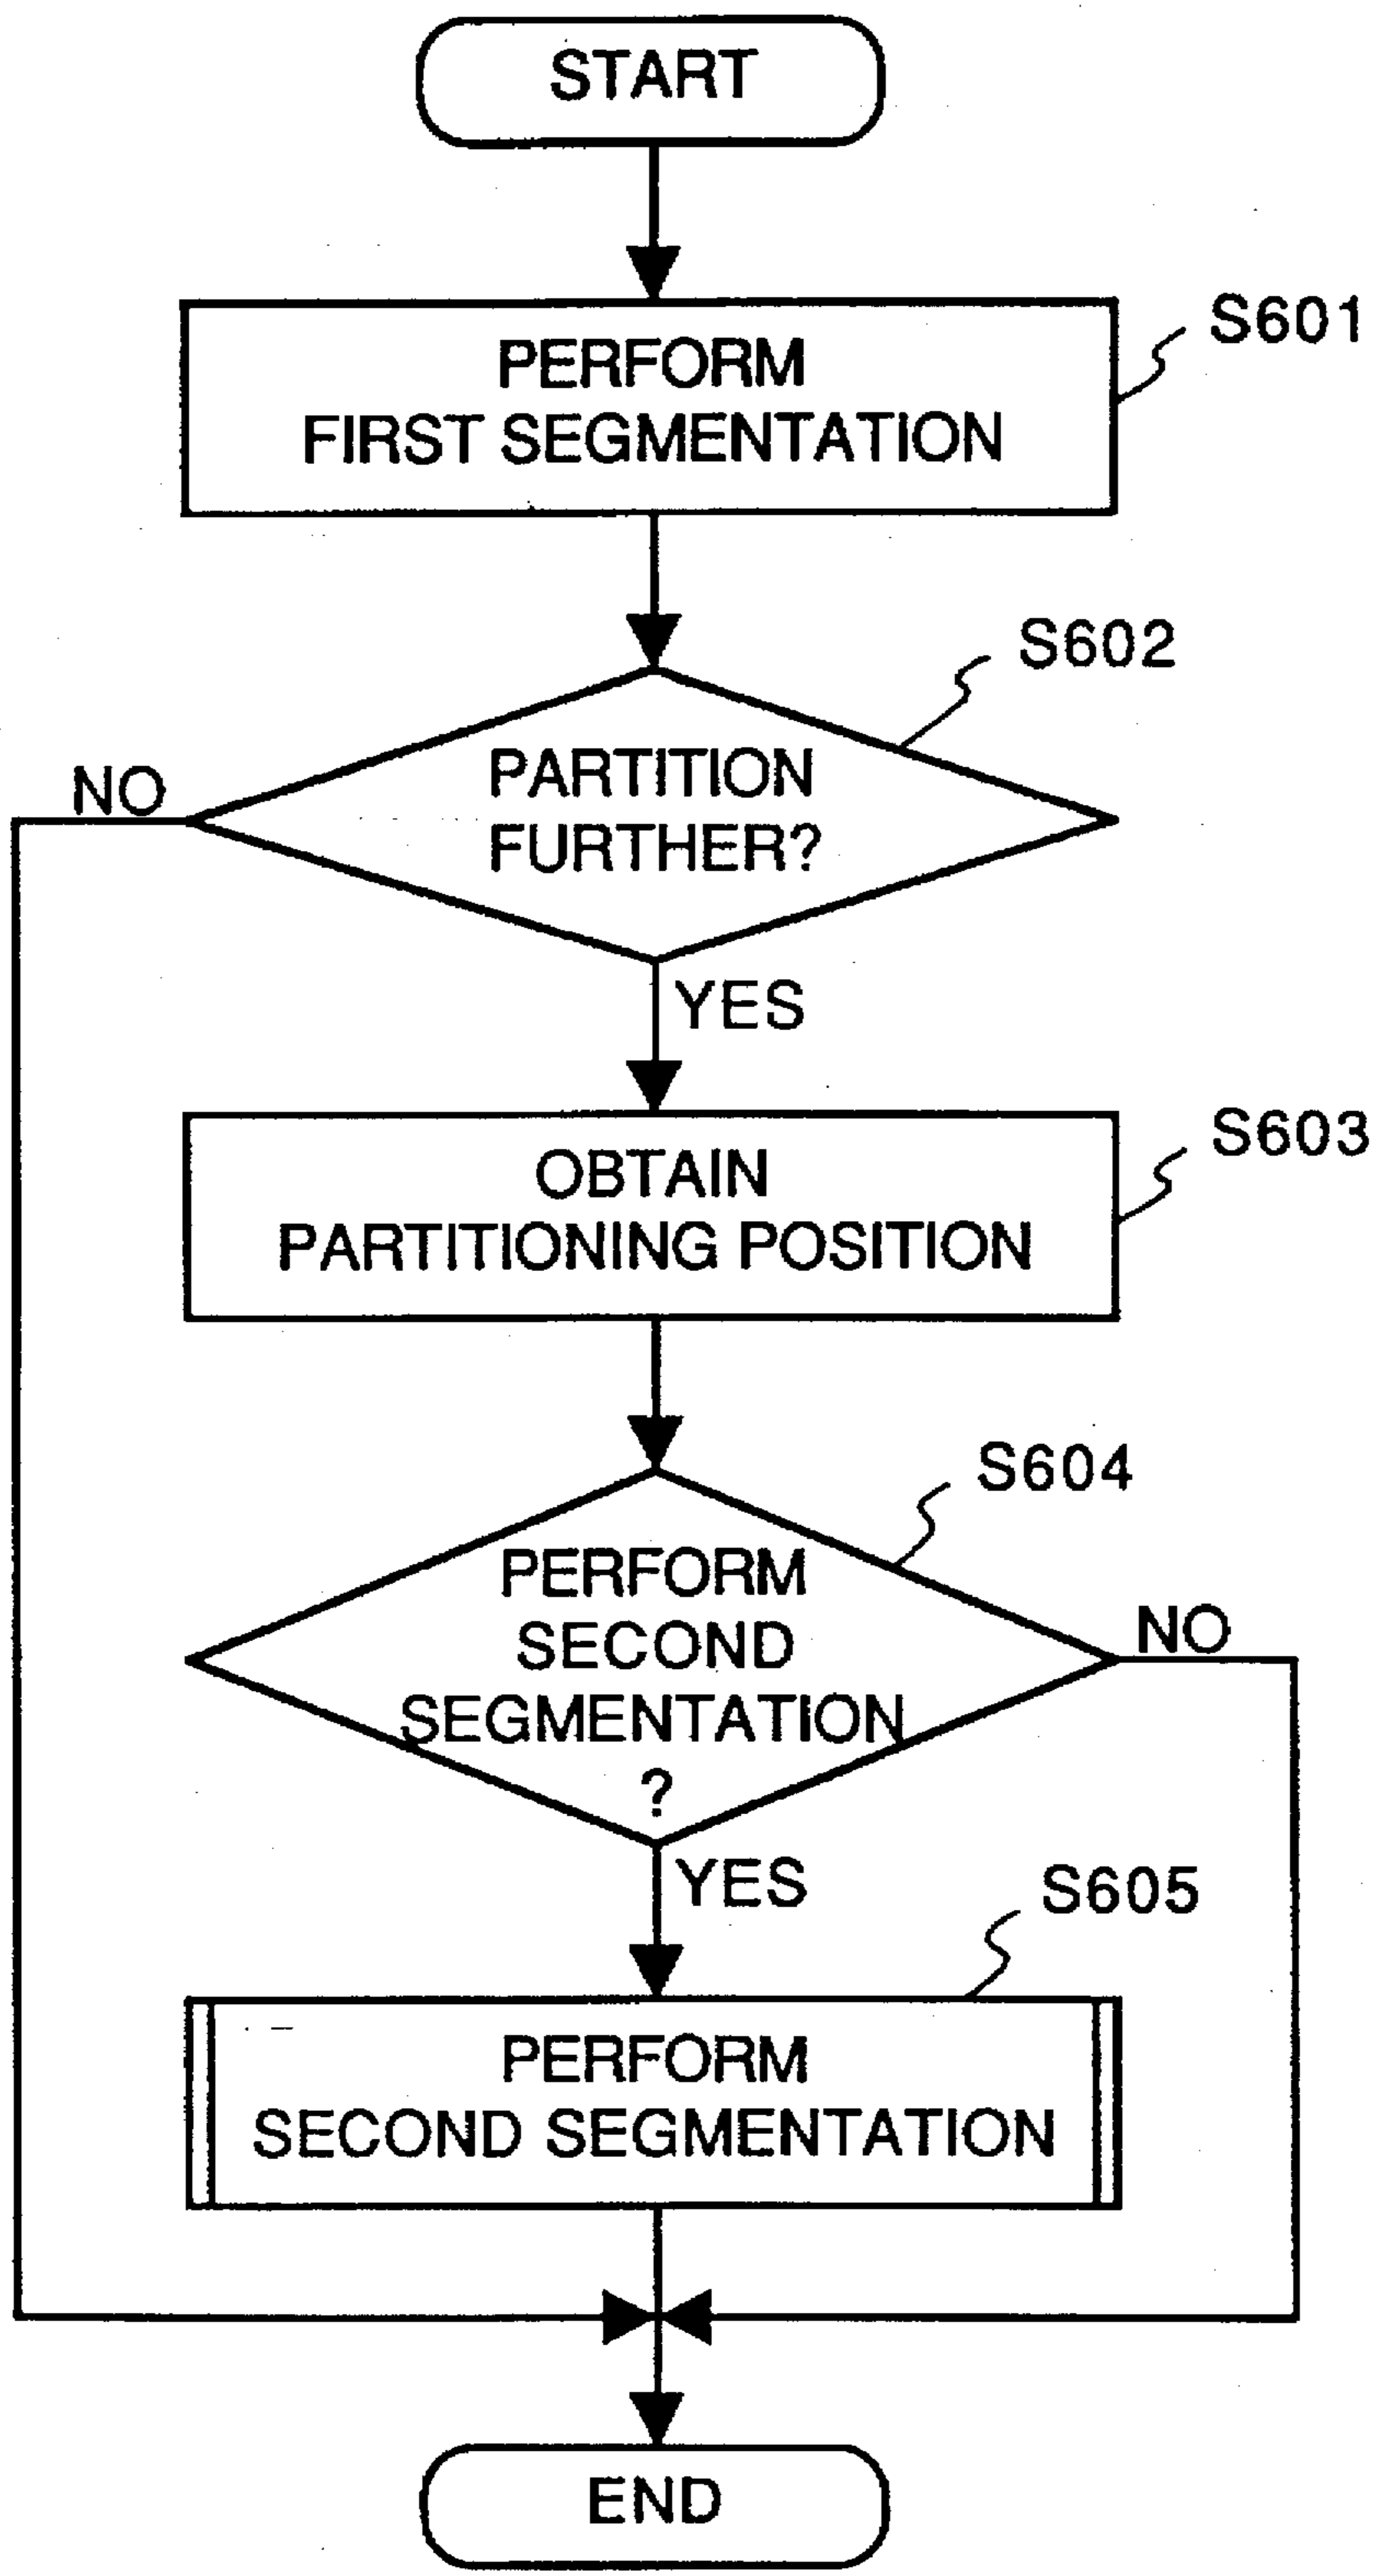 START
S601
PERFORM
FIRST SEGMENTATION
S602
PARTITION
FURTHER?
NO
YES
S603
OBTAIN
PARTITIONING POSITION
S604
PERFORM
SECOND
SEGMENTATION
?
NO
YES
S605
PERFORM
SECOND SEGMENTATION
END